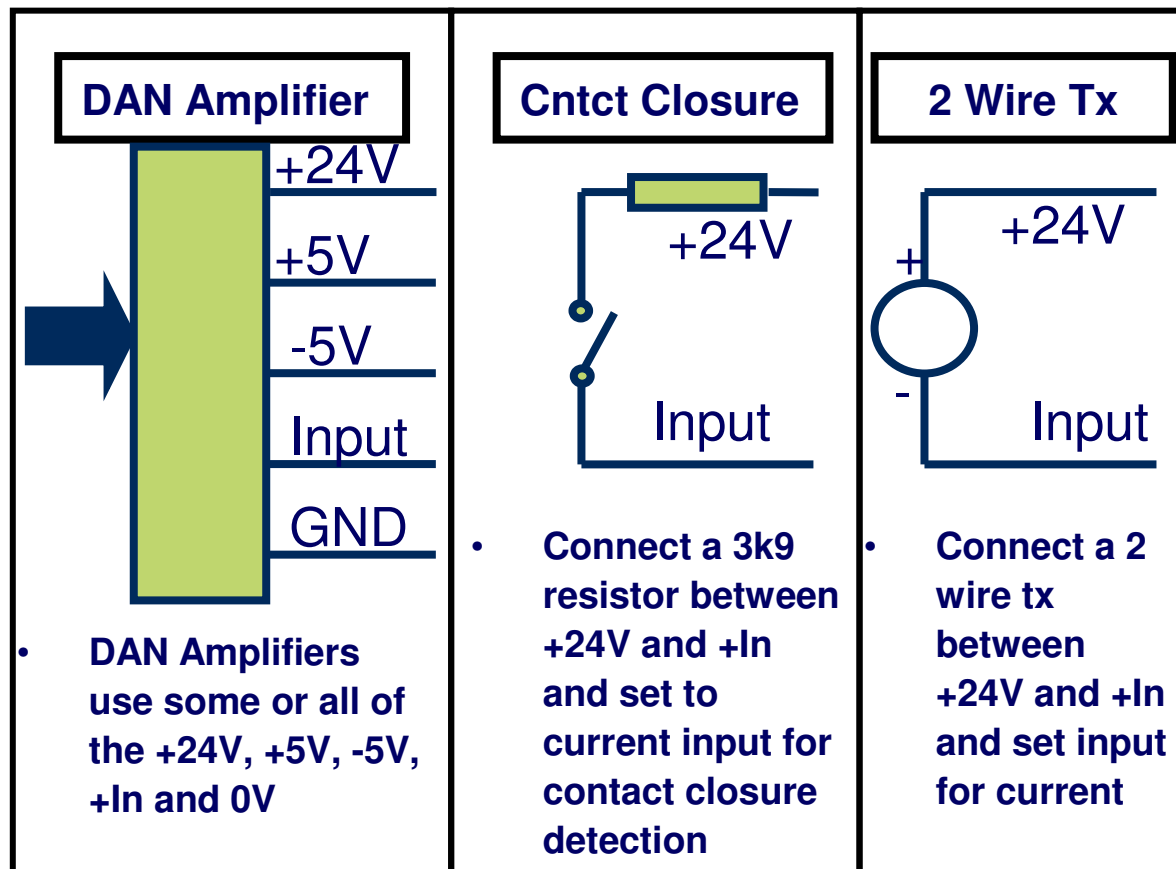 DAN Amplifier
+24V
+5V
-5V
Input
GND
• DAN Amplifiers
use some or all of
the +24V, +5V, -5V,
+In and 0V
Cntct Closure
+24V
Input
• Connect a 3k9
resistor between
+24V and +In
and set to
current input for
contact closure
detection
2 Wire Tx
+24V
+
-
Input
• Connect a 2
wire tx
between
+24V and +In
and set input
for current